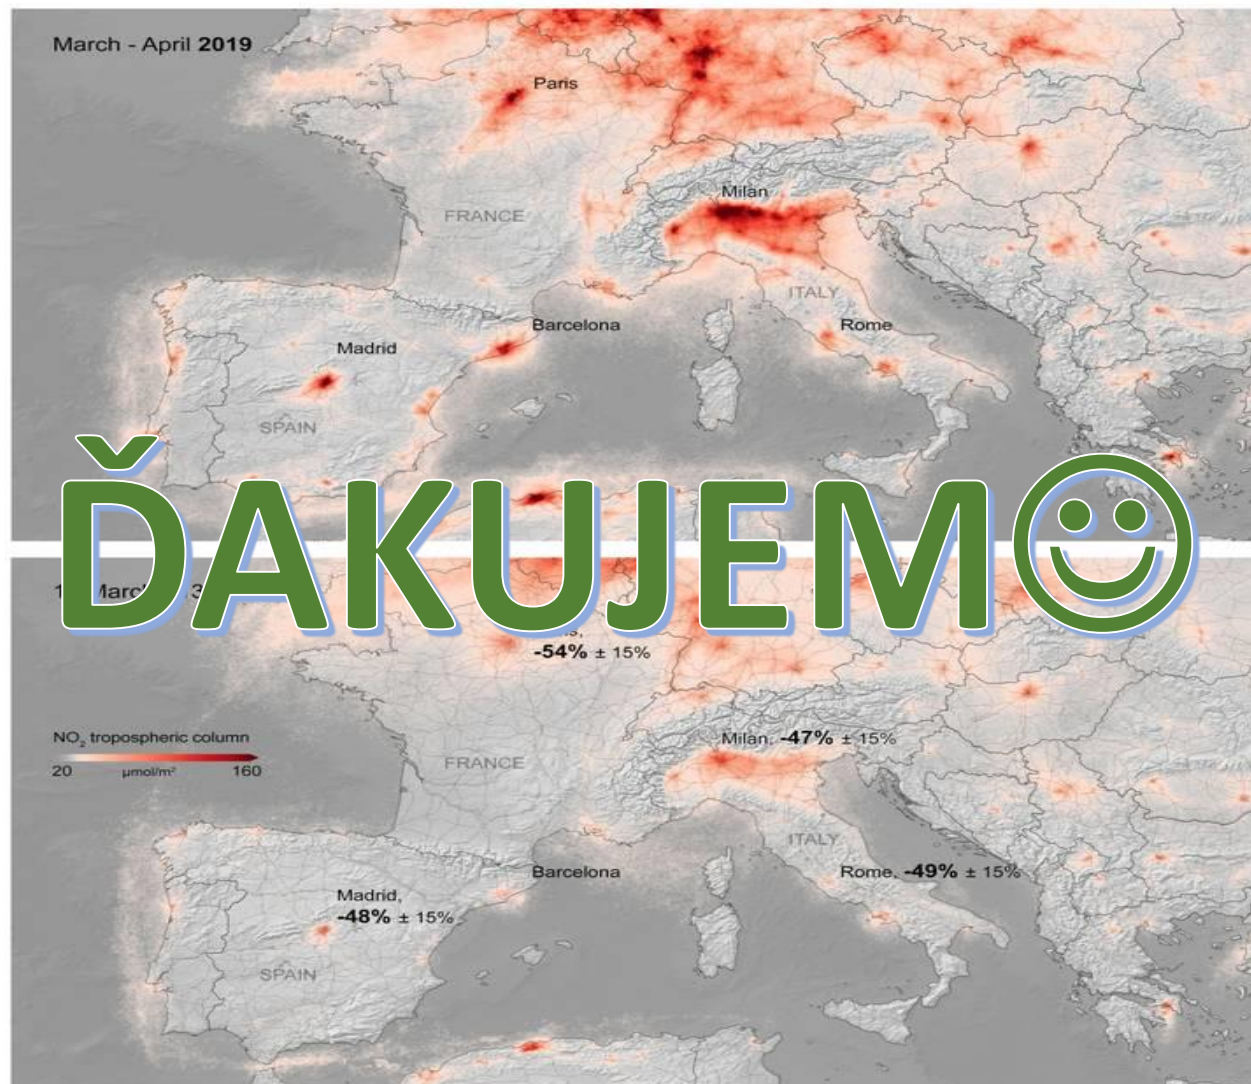 March - April 2019
Paris
Milan
FRANCE
ITALY
Barcelona
Rome
Madrid
SPAIN
ĎAKUJEM
-54% ± 15%
NO₂ tropospheric column
20 µmol/m² 160
Milan, -47% ± 15%
FRANCE
ITALY
Barcelona
Rome, -49% ± 15%
Madrid,
-48% ± 15%
SPAIN